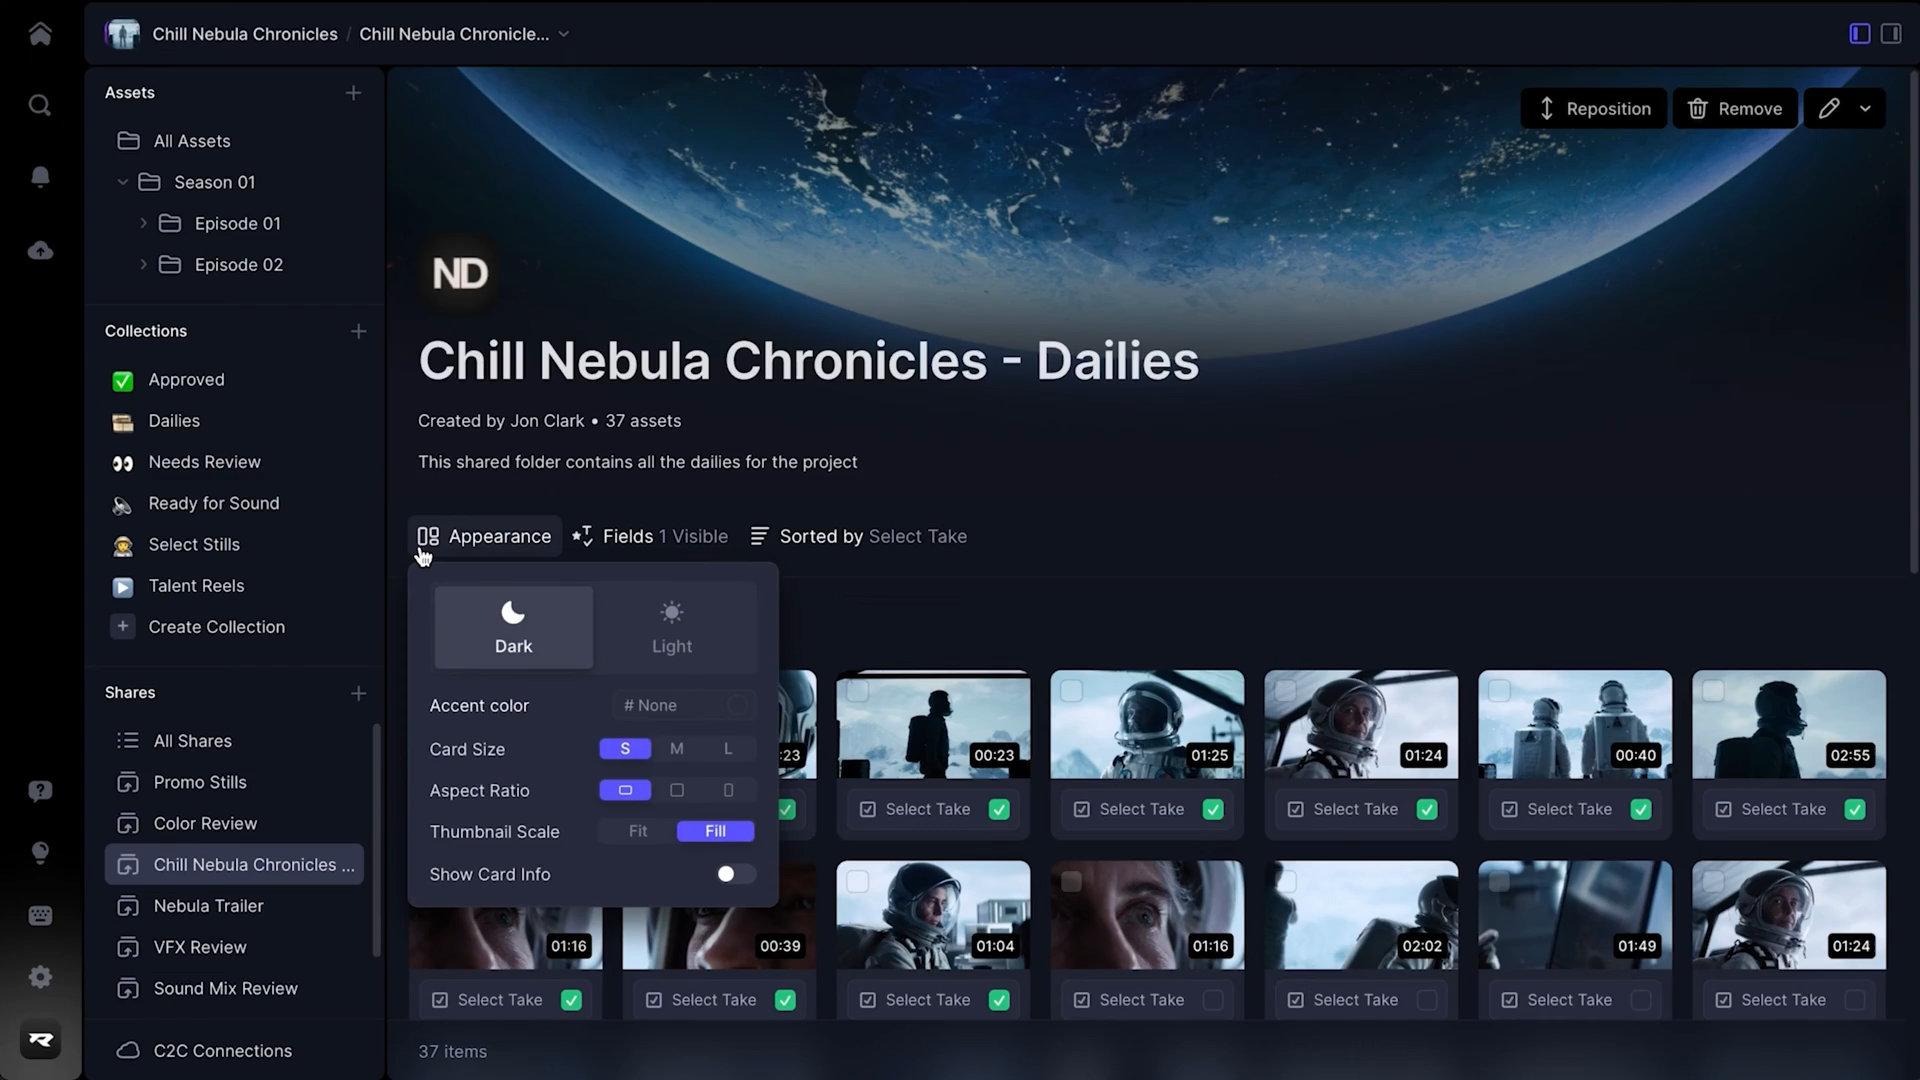 Chill Nebula Chronicles / Chill Nebula Chronicle...
Assets
All Assets
Season 01
Episode 01
Episode 02
Collections
Approved
Dailies
Needs Review
Ready for Sound
Select Stills
Talent Reels
Create Collection
Shares
All Shares
Promo Stills
Color Review
Chill Nebula Chronicles ...
Nebula Trailer
VFX Review
Sound Mix Review
C2C Connections
Reposition
Remove
ND
Chill Nebula Chronicles - Dailies
Created by Jon Clark • 37 assets
This shared folder contains all the dailies for the project
Appearance
Fields 1 Visible
Sorted by Select Take
Dark
Light
Accent color
# None
Card Size
S M L
Aspect Ratio
Thumbnail Scale
Fit Fill
Show Card Info
:23
00:23
01:25
01:24
00:40
02:55
Select Take
Select Take
Select Take
Select Take
Select Take
01:16
00:39
01:04
01:16
02:02
01:49
01:24
Select Take
Select Take
Select Take
Select Take
Select Take
Select Take
Select Take
37 items